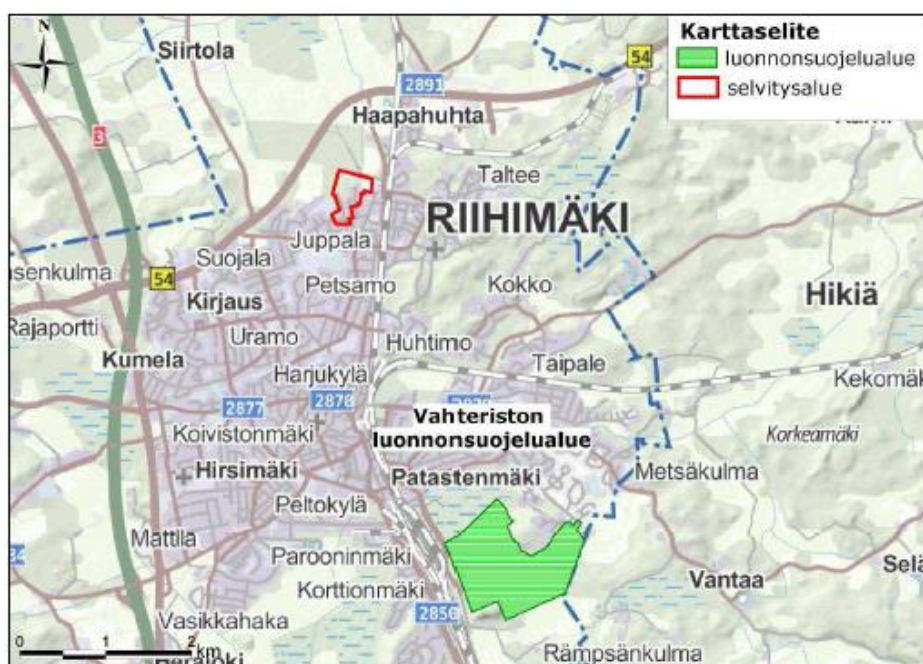 N
Siirtola
2891
54
Karttaselite
luonnonsuojelualue
selvitysalue
Haapahuhta
3
Taltee
RIIHIMÄKI
Juppala
Suojala
asenkulma
54
Petsamo
Kokko
Hikiä
Kirjaus
Rajaportti
Uramo
Huhtimo
Kumela
Taipale
Harjukylä
Kekomäk
2877
2878
Vahteriston
luonnonsuojelualue
Koivistonmäki
Korkeamäki
Hirsimäki
Patastenmäki
Metsäkulma
Peltokylä
Mattila
Parooninmäki
Selä
Vantaa
Korttionmäki
2850
Vasikkahaka
0 1 2 km
Rämpsänkulma